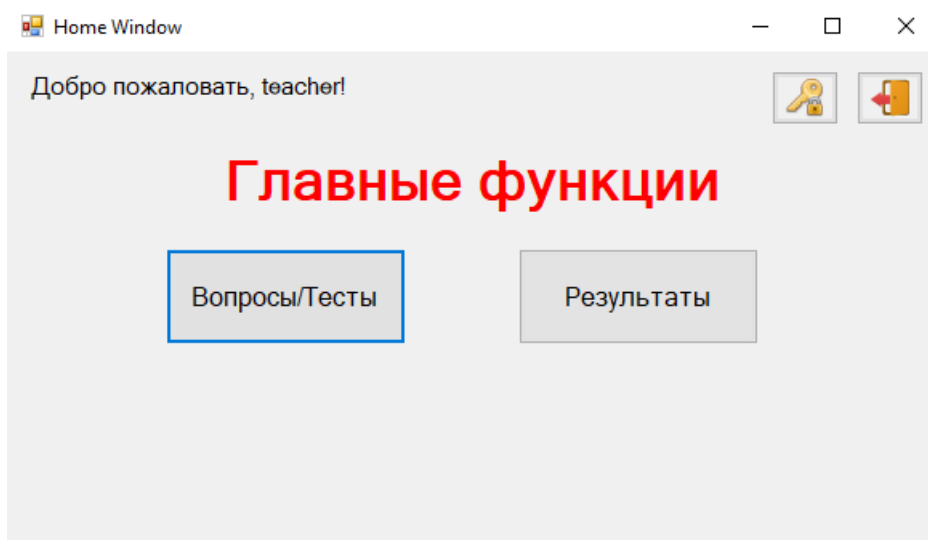 Home Window
Добро пожаловать, teacher!
Главные функции
Вопросы/Тесты
Результаты